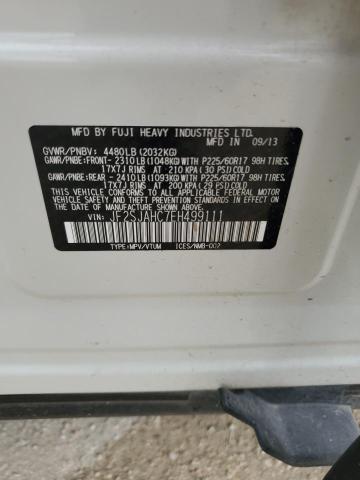 MFD BY FUJI HEAVY INDUSTRIES LTD.
MFD IN 09/13
GVWR/PNBV: 4480LB (2032KG)
GAWR/PNBE:FRONT- 2310LB (1048KG) WITH P225/60R17 98H TIRES,
17X7J RIMS AT 210 KPA ( 30 PSI) COLD
GAWR/PNBE:REAR - 2410LB (1093KG) WITH P225/60R17 98H TIRES,
17X7J RIMS AT 200 KPA ( 29 PSI) COLD
THIS VEHICLE CONFORMS TO ALL APPLICABLE FEDERAL MOTOR
VEHICLE SAFETY, BUMPER, AND THEFT PREVENTION STANDARDS
IN EFFECT ON THE DATE OF MANUFACTURE SHOWN ABOVE.
VIN: JF2SJAHC7EH499111
TYPE:MPV/VTUM ICES/NMB-002